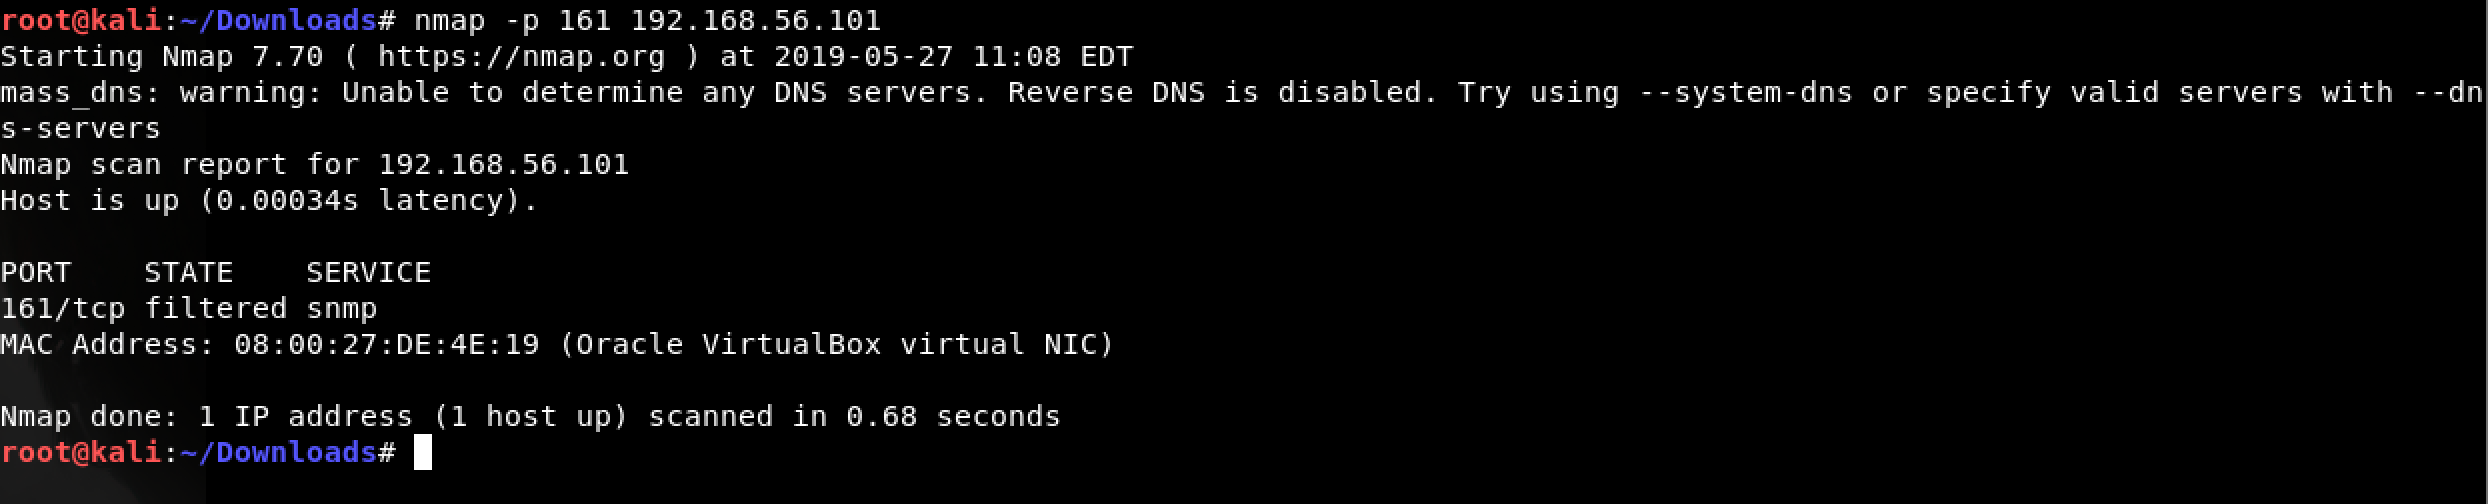 root@kali:~/Downloads# nmap -p 161 192.168.56.101
Starting Nmap 7.70 ( https://nmap.org ) at 2019-05-27 11:08 EDT
mass_dns: warning: Unable to determine any DNS servers. Reverse DNS is disabled. Try using --system-dns or specify valid servers with --dn
s-servers
Nmap scan report for 192.168.56.101
Host is up (0.00034s latency).
PORT    STATE    SERVICE
161/tcp filtered snmp
MAC Address: 08:00:27:DE:4E:19 (Oracle VirtualBox virtual NIC)
Nmap done: 1 IP address (1 host up) scanned in 0.68 seconds
root@kali:~/Downloads#